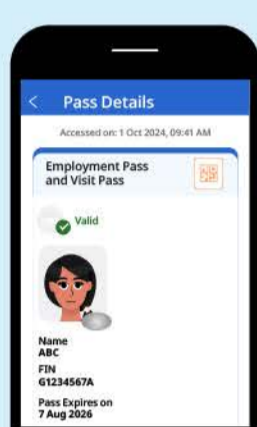 Pass Details
Accessed on: 1 Oct 2024, 09:41 AM
Employment Pass
and Visit Pass
Valid
Name
ABC
FIN
G1234567A
Pass Expires on
7 Aug 2026